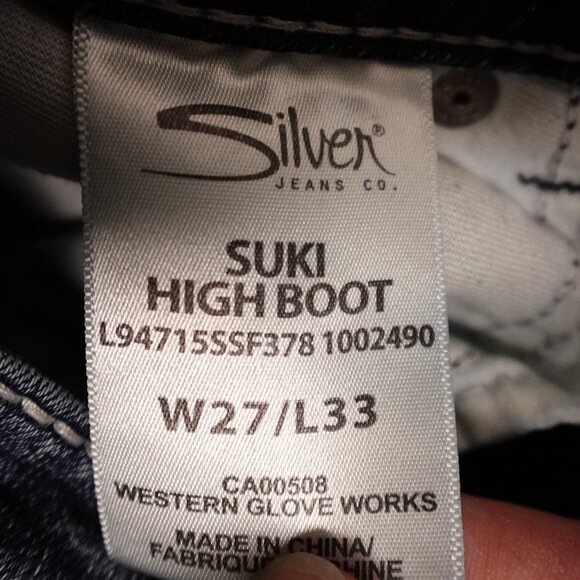 Silver®
JEANS CO.
SUKI
HIGH BOOT
L94715SSF378 1002490
W27/L33
CA00508
WESTERN GLOVE WORKS
MADE IN CHINA/